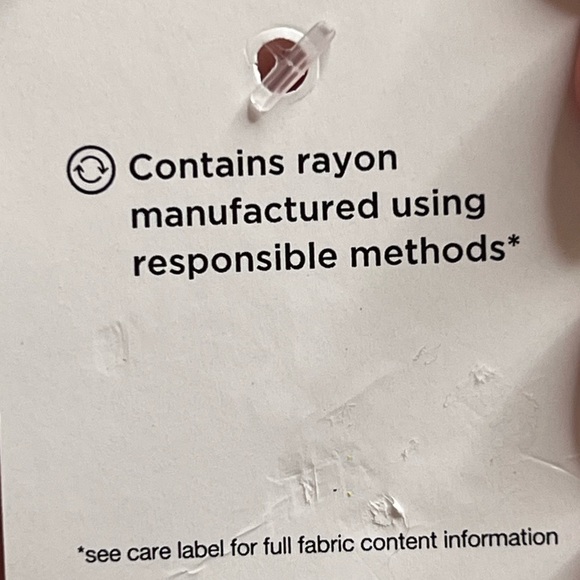 Contains rayon
manufactured using
responsible methods*
*see care label for full fabric content information